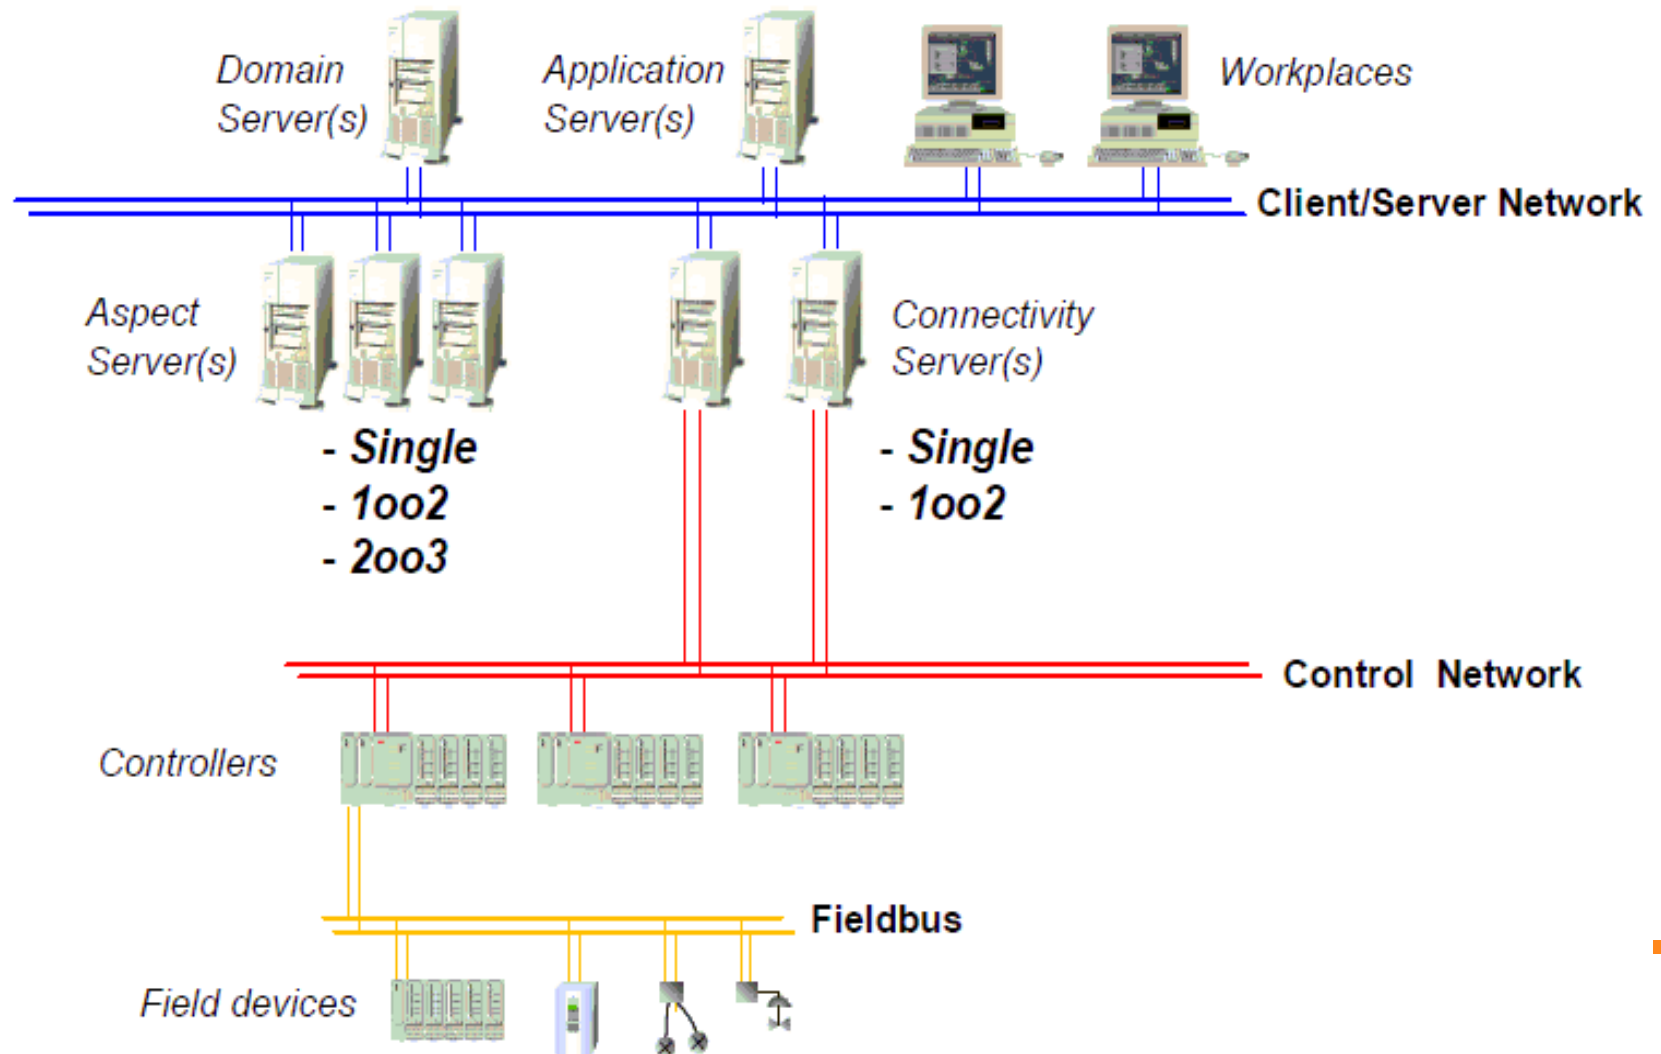 Domain
Server(s)
Application
Server(s)
Workplaces
Client/Server Network
Aspect
Server(s)
Connectivity
Server(s)
- Single
- 1oo2
- 2oo3
- Single
- 1oo2
Control Network
Controllers
Fieldbus
Field devices